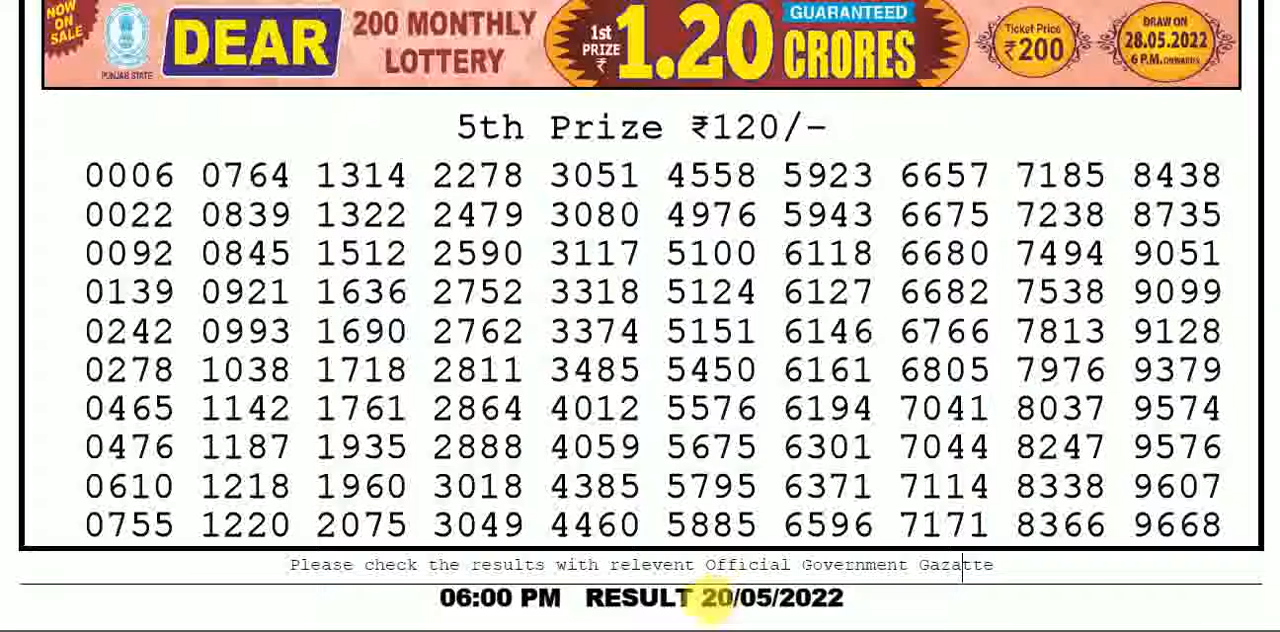 NOW
ON
SALE
PUNJAB STATE
DEAR
200 MONTHLY
LOTTERY
1st
PRIZE
₹
1.20
GUARANTEED
CRORES
Ticket Price
₹200
DRAW ON
28.05.2022
6 P.M. ONWARDS
5th Prize ₹120/-
0006 0764 1314 2278 3051 4558 5923 6657 7185 8438
0022 0839 1322 2479 3080 4976 5943 6675 7238 8735
0092 0845 1512 2590 3117 5100 6118 6680 7494 9051
0139 0921 1636 2752 3318 5124 6127 6682 7538 9099
0242 0993 1690 2762 3374 5151 6146 6766 7813 9128
0278 1038 1718 2811 3485 5450 6161 6805 7976 9379
0465 1142 1761 2864 4012 5576 6194 7041 8037 9574
0476 1187 1935 2888 4059 5675 6301 7044 8247 9576
0610 1218 1960 3018 4385 5795 6371 7114 8338 9607
0755 1220 2075 3049 4460 5885 6596 7171 8366 9668
Please check the results with relevent Official Government Gazatte
06:00 PM RESULT 20/05/2022